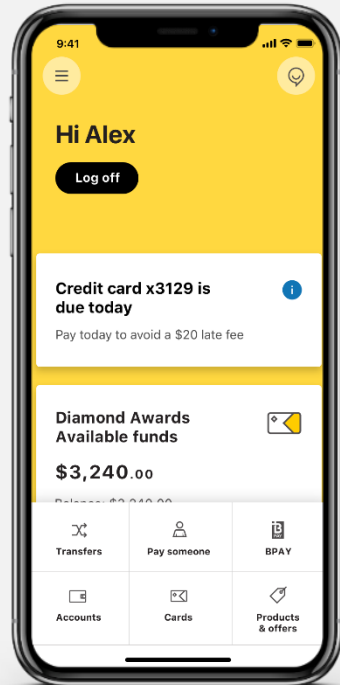 9:41
Hi Alex
Log off
Credit card x3129 is
due today
Pay today to avoid a $20 late fee
Diamond Awards
Available funds
$3,240.00
Transfers
Pay someone
B
PAY
BPAY
Accounts
Cards
Products
& offers